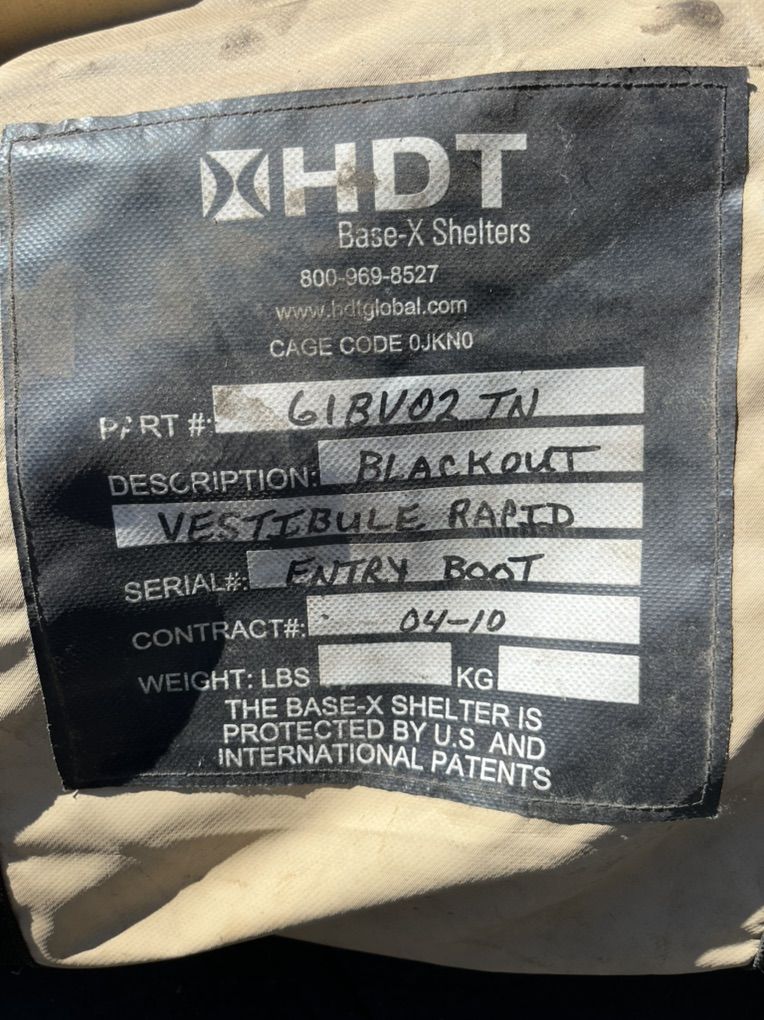 HDT
Base-X Shelters
800-969-8527
www.hdtglobal.com
CAGE CODE 0JKN0
PART #: 61BV02 TN
DESCRIPTION: BLACKOUT
VESTIBULE RAPID
SERIAL#: ENTRY BOOT
CONTRACT#: 04-10
WEIGHT: LBS KG
THE BASE-X SHELTER IS
PROTECTED BY U.S AND
INTERNATIONAL PATENTS